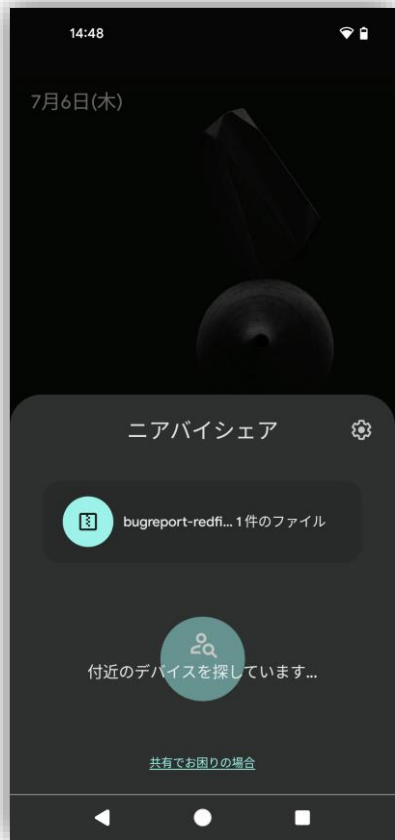 14:48
7月6日(木)
ニアバイシェア
bugreport-redfi... 1 件のファイル
付近のデバイスを探しています...
共有でお困りの場合